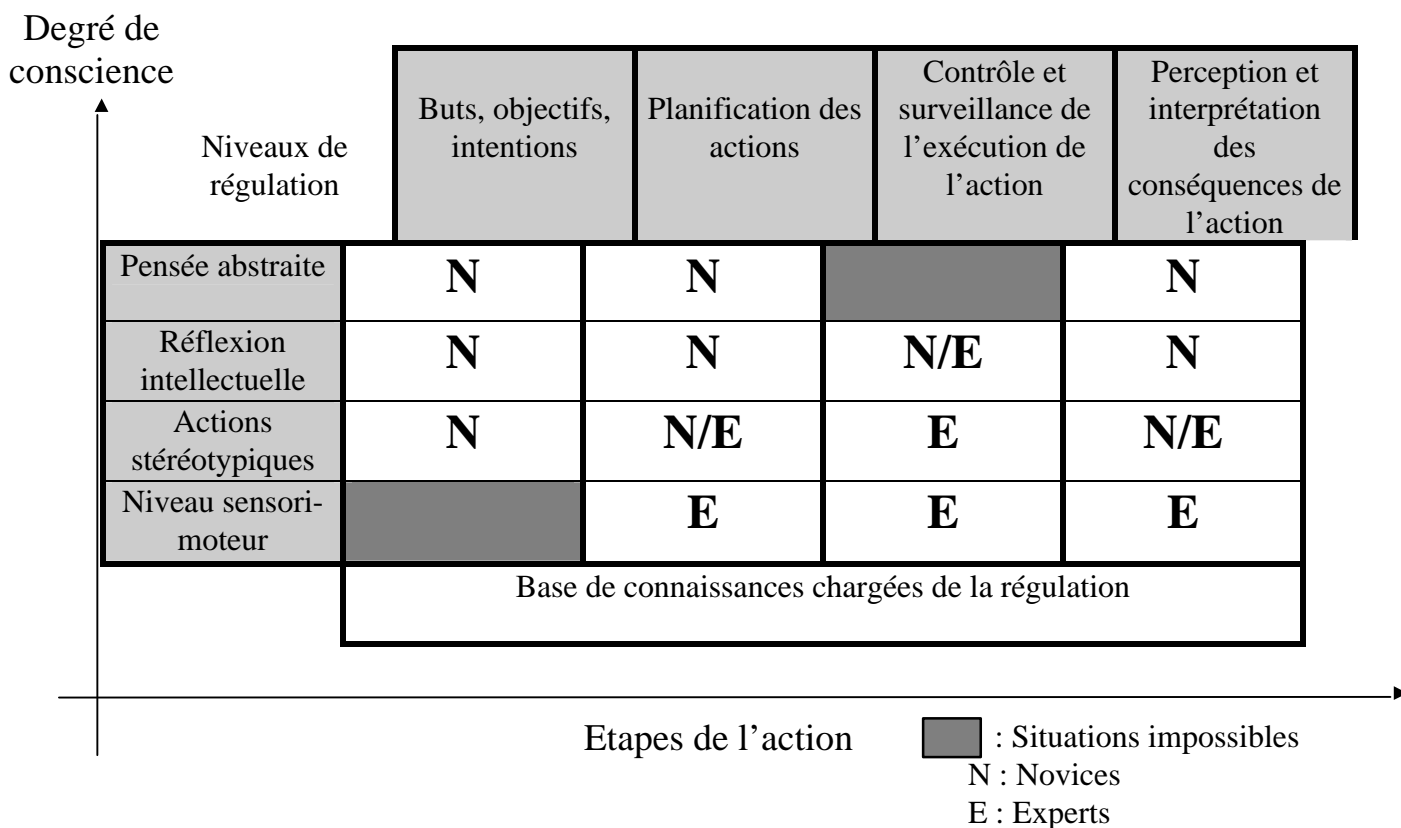 Degré de
conscience
Niveaux de
régulation
Buts, objectifs,
intentions
Planification des
actions
Contrôle et
surveillance de
l’exécution de
l’action
Perception et
interprétation
des
conséquences de
l’action
Pensée abstraite
N
N
N
Réflexion
intellectuelle
N
N
N/E
N
Actions
stéréotypiques
N
N/E
E
N/E
Niveau sensori-
moteur
E
E
E
Base de connaissances chargées de la régulation
Etapes de l’action
: Situations impossibles
N : Novices
E : Experts